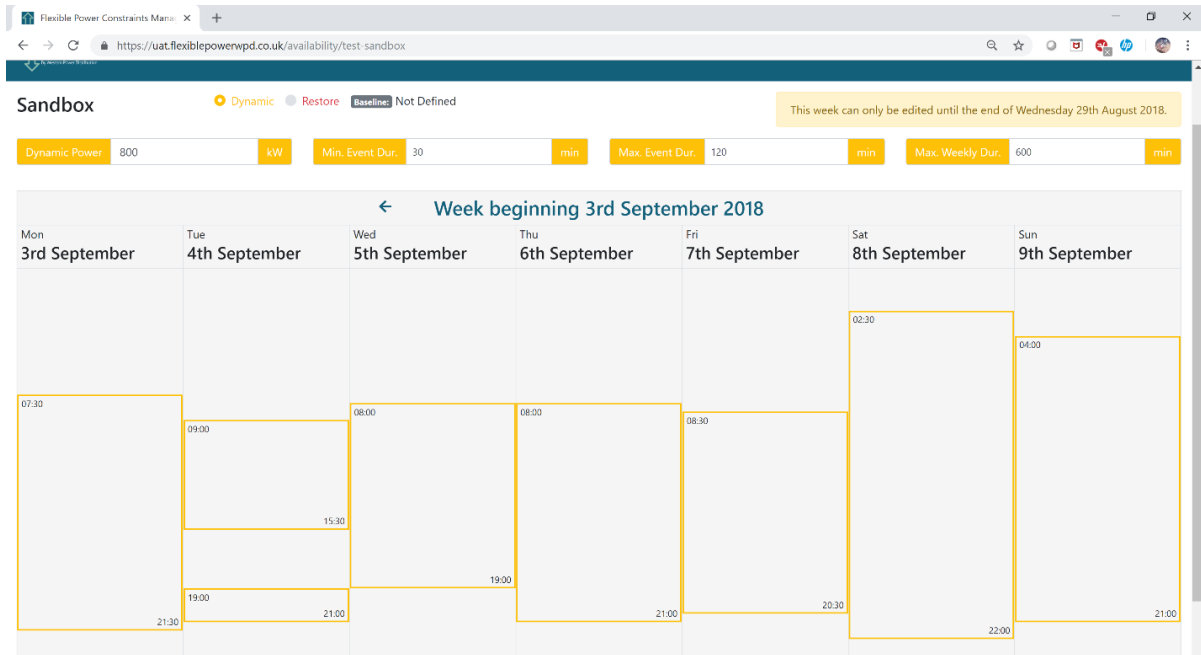 Flexible Power Constraints Mana
https://uat.flexiblepowerwpd.co.uk/availability/test-sandbox
Sandbox
Dynamic Restore Baseline: Not Defined
This week can only be edited until the end of Wednesday 29th August 2018.
Dynamic Power 800 kW Min. Event Dur. 30 min Max. Event Dur. 120 min Max. Weekly Dur. 600 min
Week beginning 3rd September 2018
Mon Tue Wed Thu Fri Sat Sun
3rd September 4th September 5th September 6th September 7th September 8th September 9th September
02:30
04:00
07:30
08:00 08:00
08:30
09:00
15:30
19:00
19:00
20:30
21:00 21:00 21:00
21:30
22:00